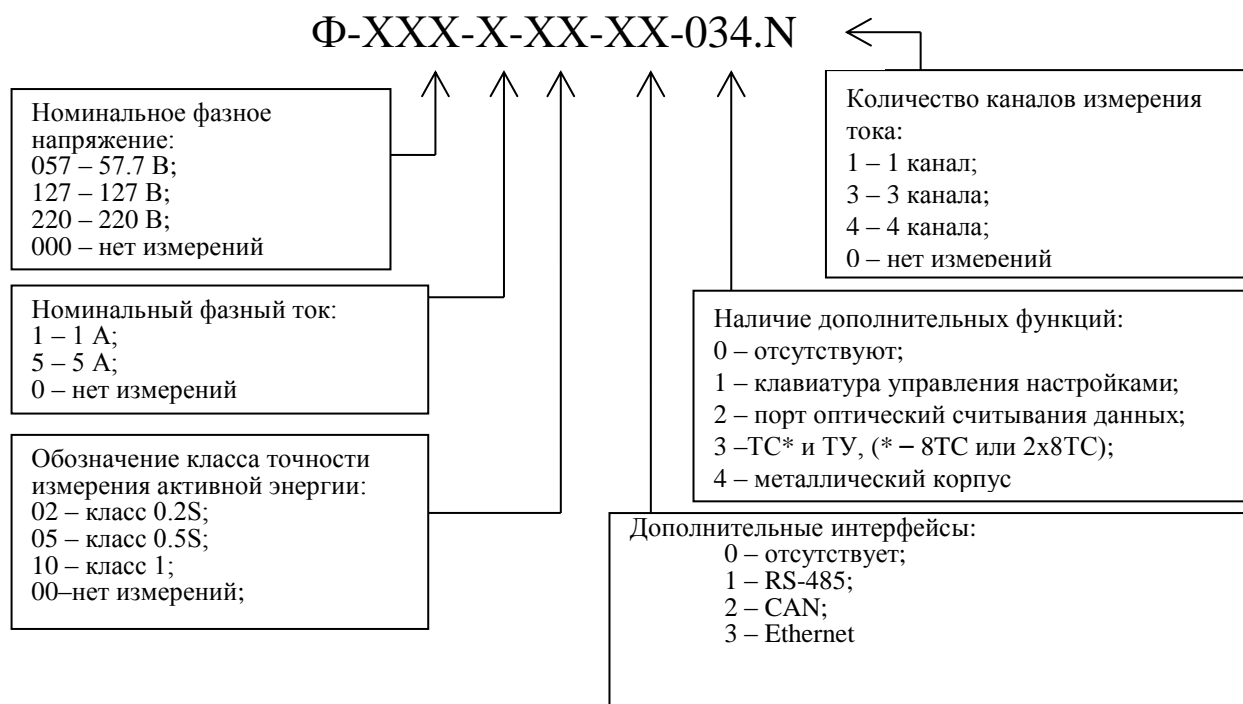 Ф-XXX-X-XX-XX-034.N
Номинальное фазное
напряжение:
057 – 57.7 В;
127 – 127 В;
220 – 220 В;
000 – нет измерений
Номинальный фазный ток:
1 – 1 А;
5 – 5 А;
0 – нет измерений
Обозначение класса точности
измерения активной энергии:
02 – класс 0.2S;
05 – класс 0.5S;
10 – класс 1;
00–нет измерений;
Количество каналов измерения
тока:
1 – 1 канал;
3 – 3 канала;
4 – 4 канала;
0 – нет измерений
Наличие дополнительных функций:
0 – отсутствуют;
1 – клавиатура управления настройками;
2 – порт оптический считывания данных;
3 –ТС* и ТУ, (* – 8ТС или 2х8ТС);
4 – металлический корпус
Дополнительные интерфейсы:
0 – отсутствует;
1 – RS-485;
2 – CAN;
3 – Ethernet